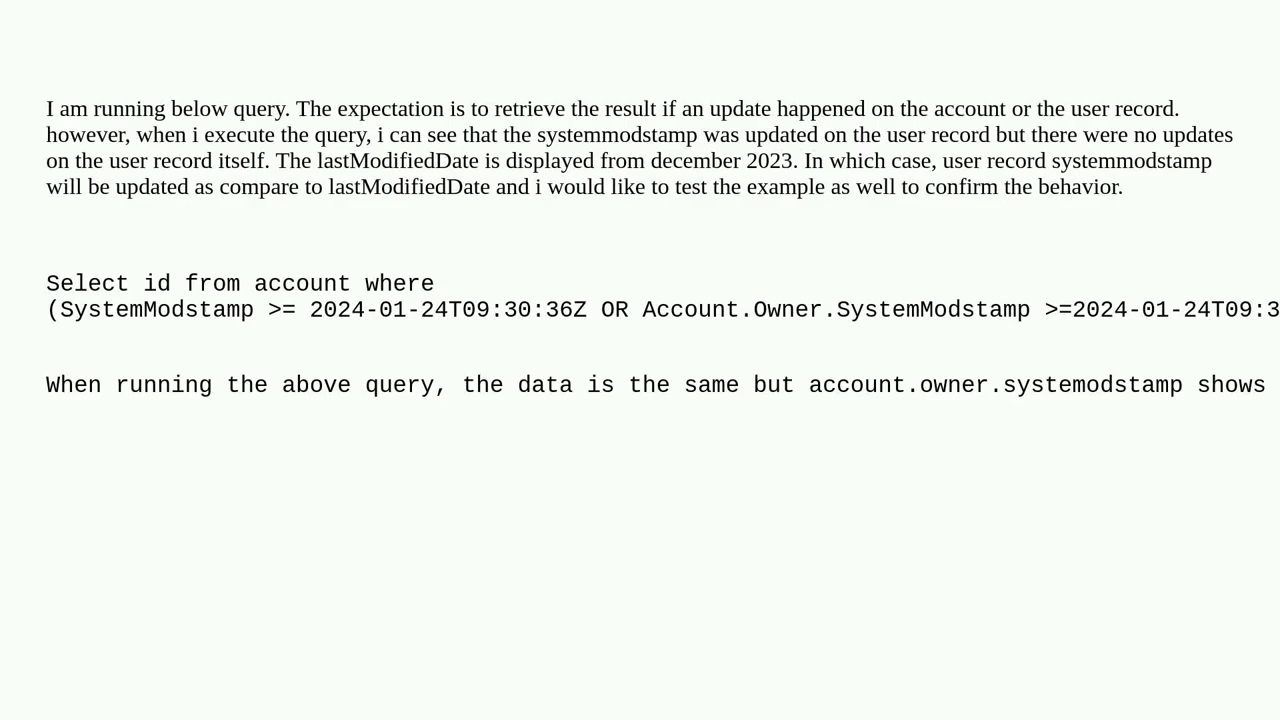 I am running below query. The expectation is to retrieve the result if an update happened on the account or the user record.
however, when i execute the query, i can see that the systemmodstamp was updated on the user record but there were no updates
on the user record itself. The lastModifiedDate is displayed from december 2023. In which case, user record systemmodstamp
will be updated as compare to lastModifiedDate and i would like to test the example as well to confirm the behavior.
Select id from account where
(SystemModstamp >= 2024-01-24T09:30:36Z OR Account.Owner.SystemModstamp >=2024-01-24T09:3
When running the above query, the data is the same but account.owner.systemodstamp shows